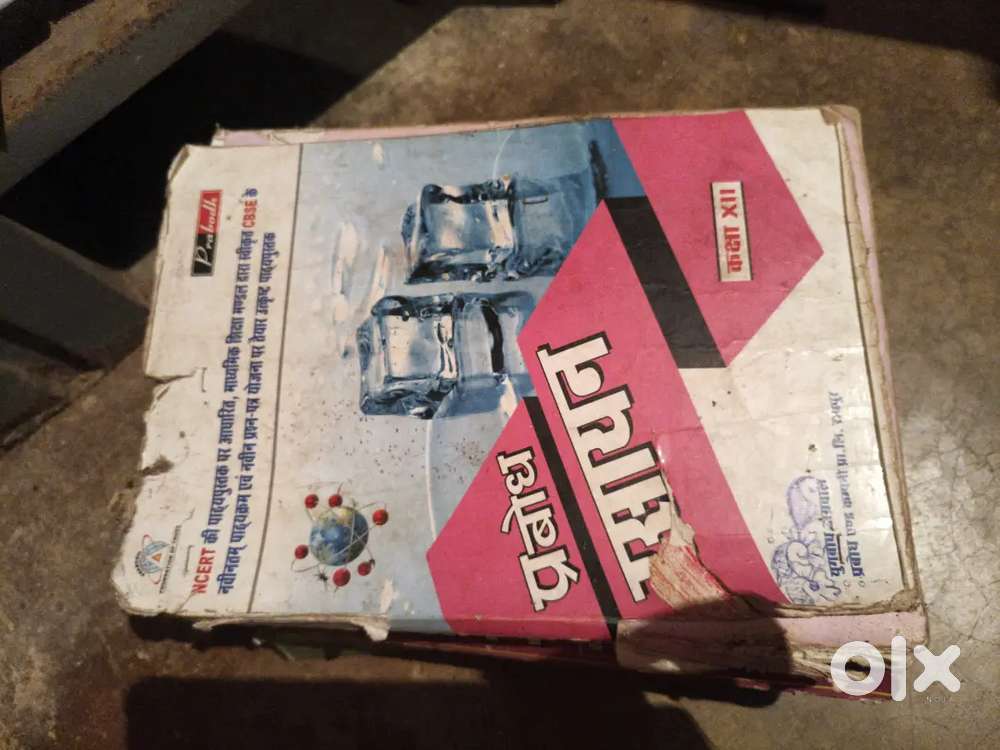 Prabodh
NCERT की पाठ्यपुस्तक पर आधारित, माध्यमिक शिक्षा मण्डल द्वारा स्वीकृत CBSE के
नवीनतम् पाठ्यक्रम एवं नवीन प्रश्न-पत्र योजना पर तैयार उत्कृष्ट पाठ्यपुस्तक
प्रबोध
रसायन
कक्षा XII
olx